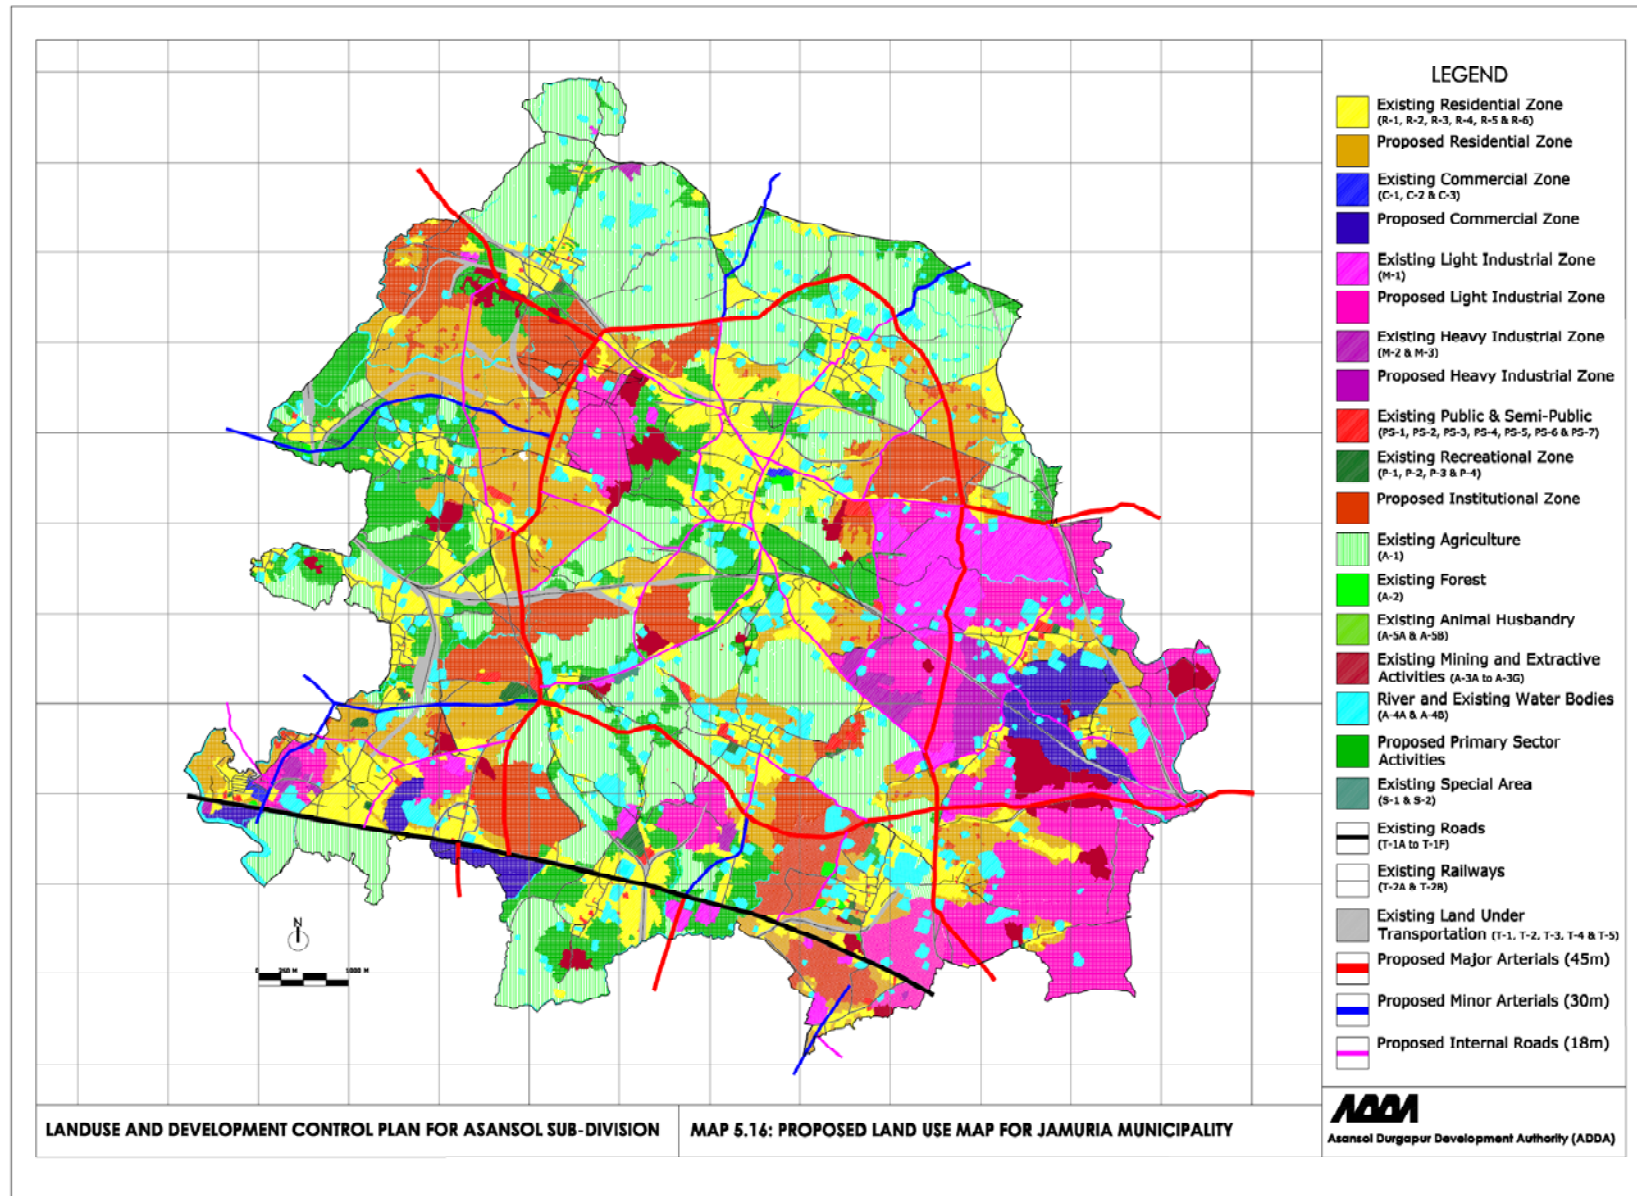 LEGEND
Existing Residential Zone
(R-1, R-2, R-3, R-4, R-5 & R-6)
Proposed Residential Zone
Existing Commercial Zone
(C-1, C-2 & C-3)
Proposed Commercial Zone
Existing Light Industrial Zone
(M-1)
Proposed Light Industrial Zone
Existing Heavy Industrial Zone
(M-2 & M-3)
Proposed Heavy Industrial Zone
Existing Public & Semi-Public
(PS-1, PS-2, PS-3, PS-4, PS-5, PS-6 & PS-7)
Existing Recreational Zone
(P-1, P-2, P-3 & P-4)
Proposed Institutional Zone
Existing Agriculture
(A-1)
Existing Forest
(A-2)
Existing Animal Husbandry
(A-5A & A-5B)
Existing Mining and Extractive
Activities (A-3A to A-3G)
River and Existing Water Bodies
(A-4A & A-4B)
Proposed Primary Sector
Activities
Existing Special Area
(S-1 & S-2)
Existing Roads
(T-1A to T-1F)
Existing Railways
(T-2A & T-2B)
Existing Land Under
Transportation (T-1, T-2, T-3, T-4 & T-5)
Proposed Major Arterials (45m)
Proposed Minor Arterials (30m)
Proposed Internal Roads (18m)
N
0 250 M 1000 M
LANDUSE AND DEVELOPMENT CONTROL PLAN FOR ASANSOL SUB-DIVISION
MAP 5.16: PROPOSED LAND USE MAP FOR JAMURIA MUNICIPALITY
ADDA
Asansol Durgapur Development Authority (ADDA)